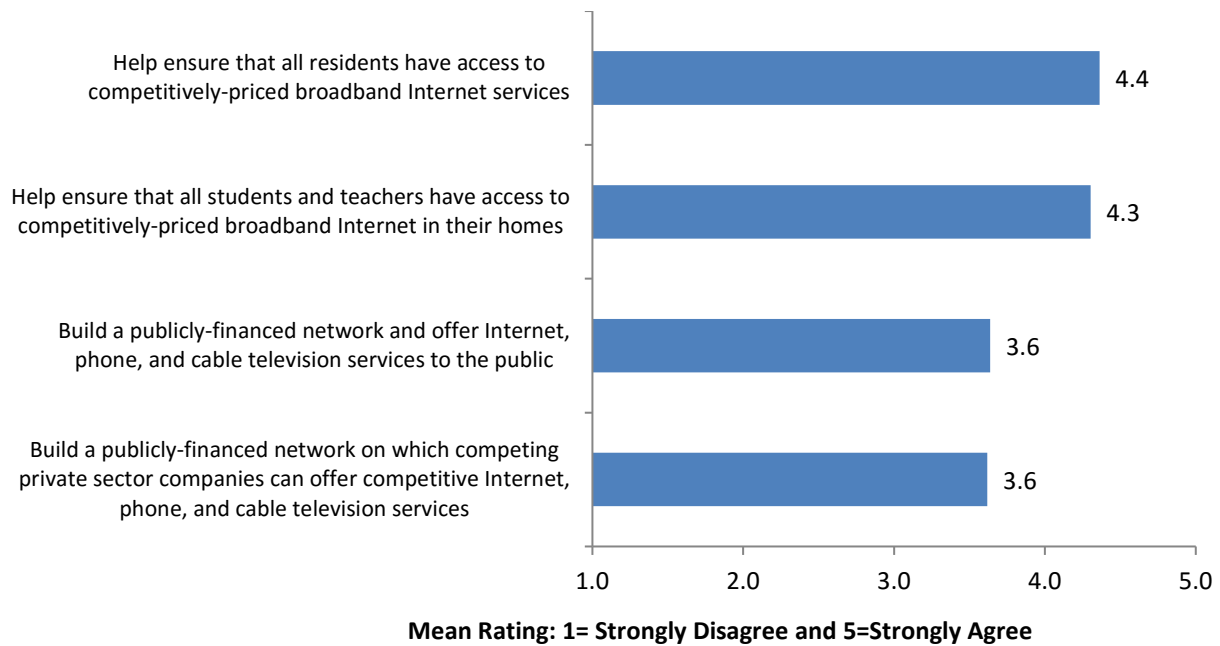 Help ensure that all residents have access to
competitively-priced broadband Internet services
4.4
Help ensure that all students and teachers have access to
competitively-priced broadband Internet in their homes
4.3
Build a publicly-financed network and offer Internet,
phone, and cable television services to the public
3.6
Build a publicly-financed network on which competing
private sector companies can offer competitive Internet,
phone, and cable television services
3.6
1.0 2.0 3.0 4.0 5.0
Mean Rating: 1= Strongly Disagree and 5=Strongly Agree